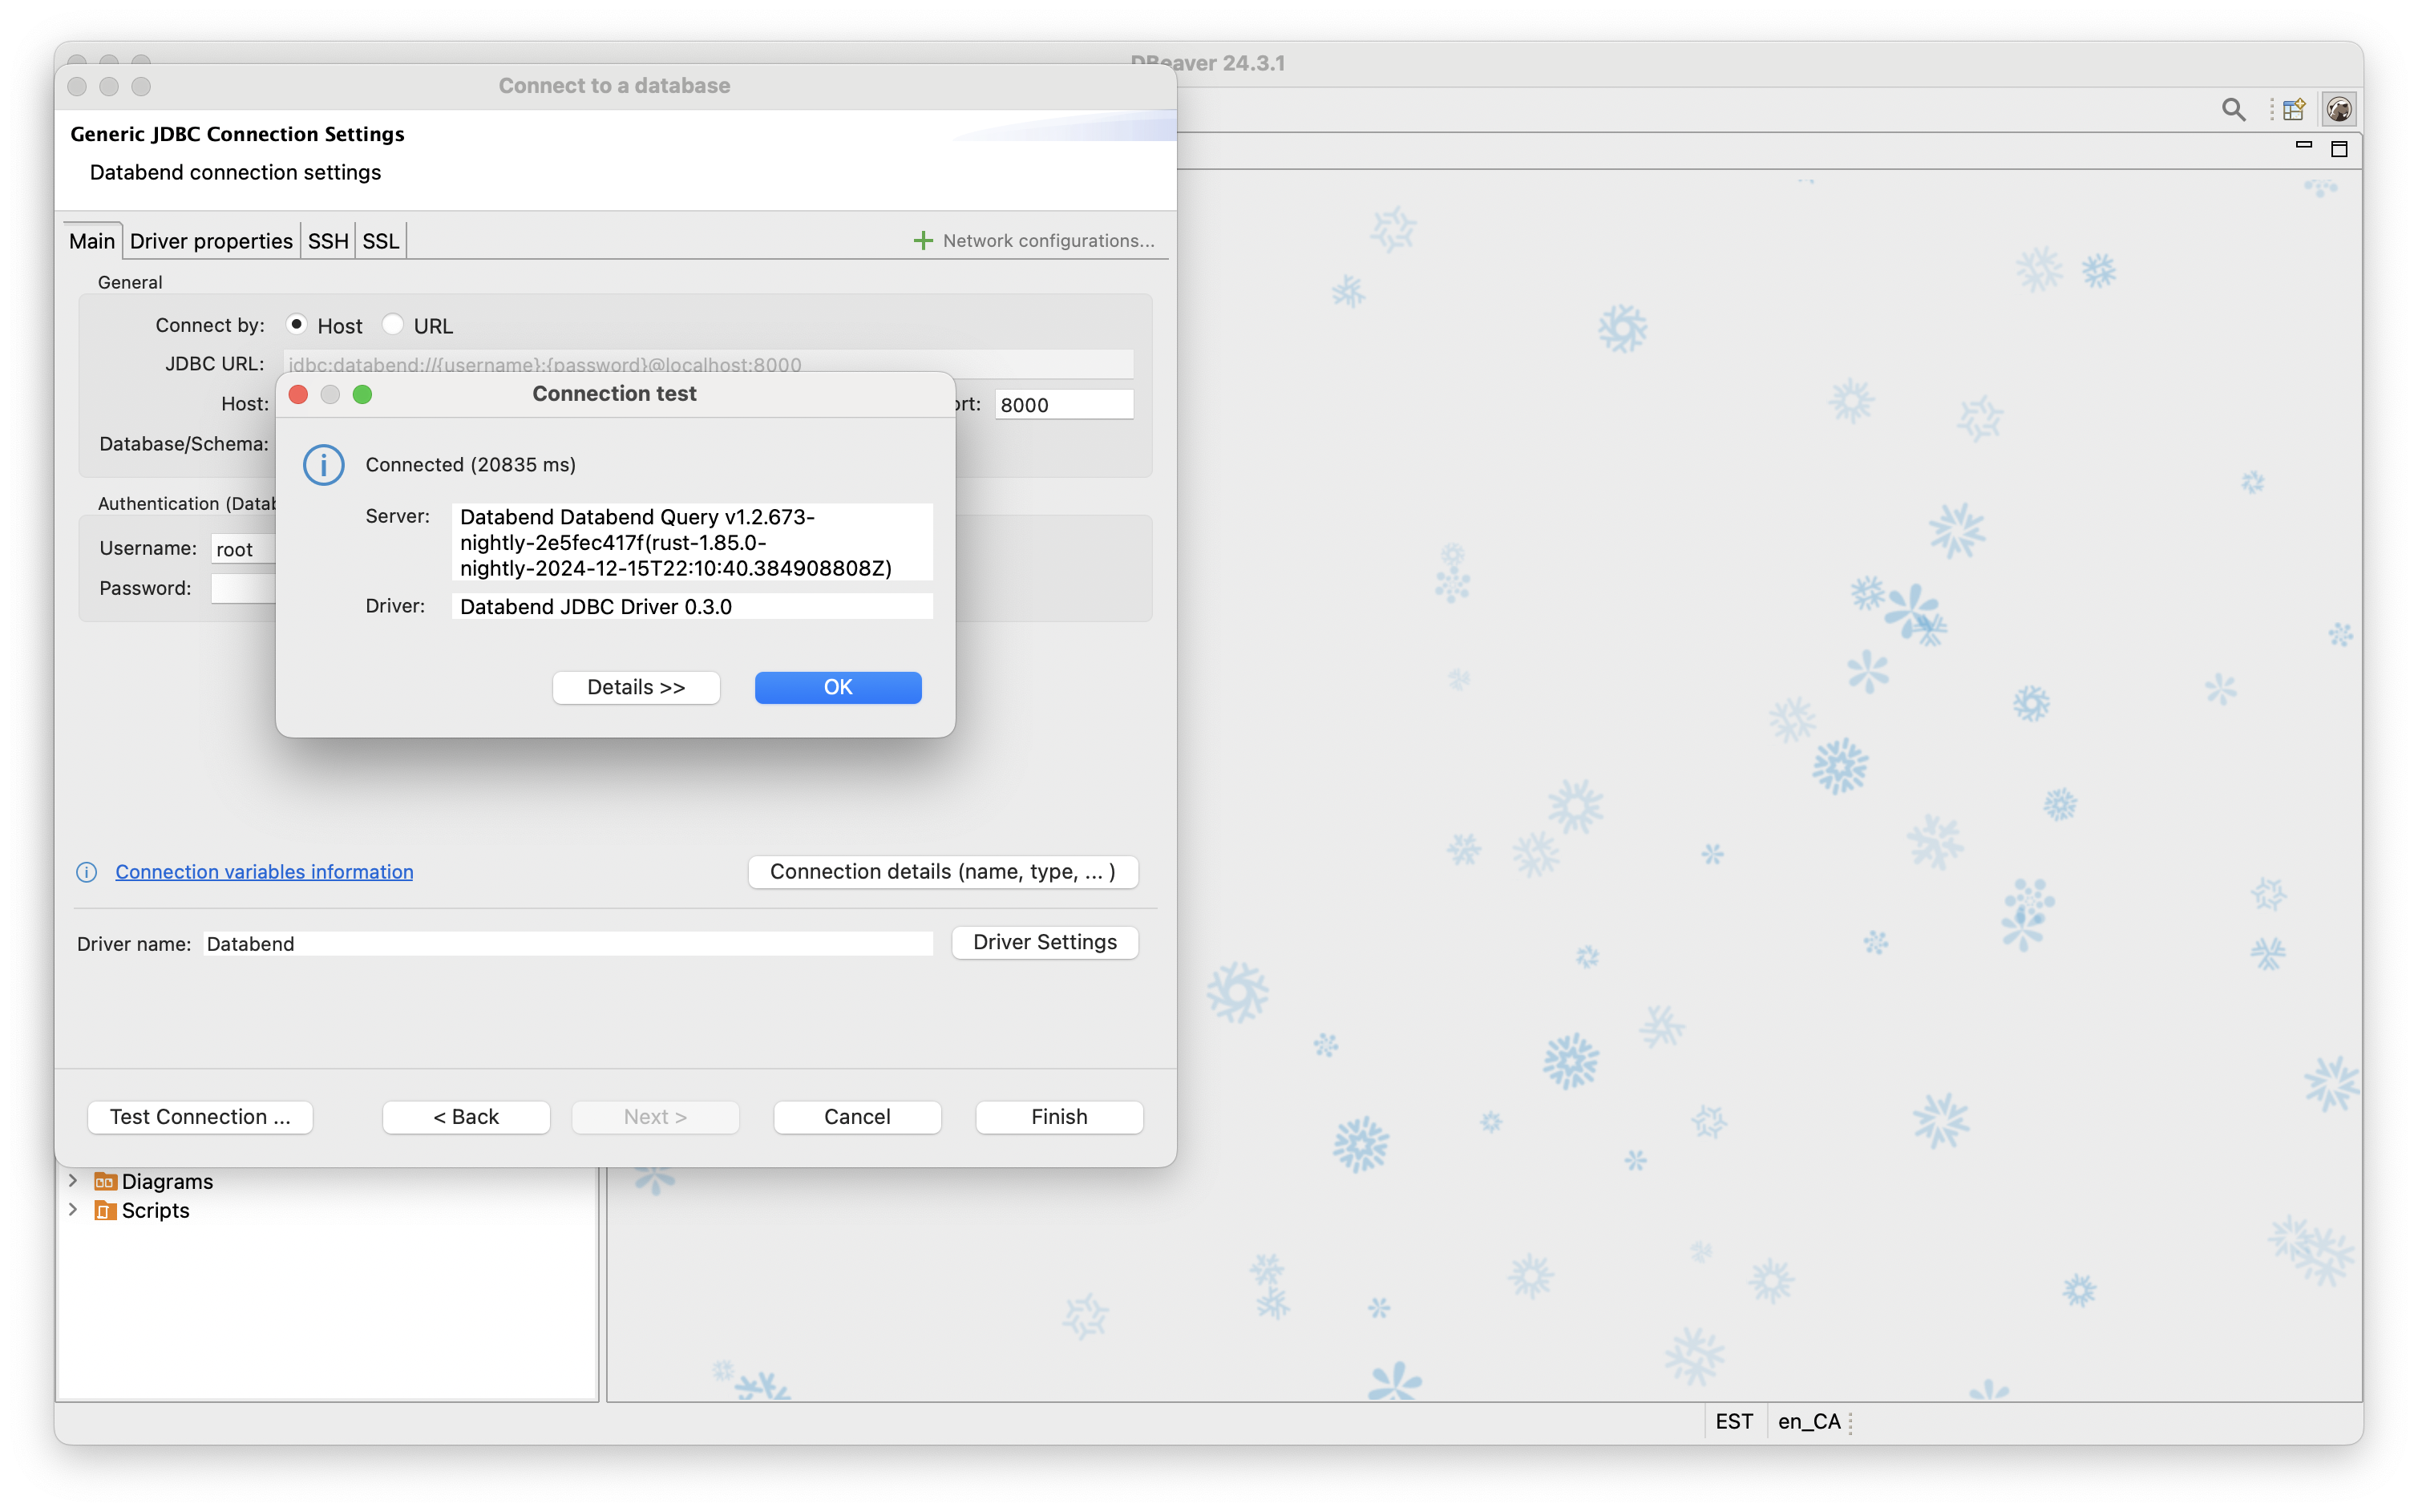 DBeaver 24.3.1
Connect to a database
Generic JDBC Connection Settings
Databend connection settings
Main Driver properties SSH SSL Network configurations...
General
Connect by: Host URL
JDBC URL: jdbc:databend://{username}:{password}@localhost:8000
Host: ort: 8000
Database/Schema:
Authentication (Datab
Username: root
Password:
Connection test
Connected (20835 ms)
Server: Databend Databend Query v1.2.673-
nightly-2e5fec417f(rust-1.85.0-
nightly-2024-12-15T22:10:40.384908808Z)
Driver: Databend JDBC Driver 0.3.0
Details >> OK
Connection variables information Connection details (name, type, ... )
Driver name: Databend Driver Settings
Test Connection ... < Back Next > Cancel Finish
Diagrams
Scripts
EST en_CA